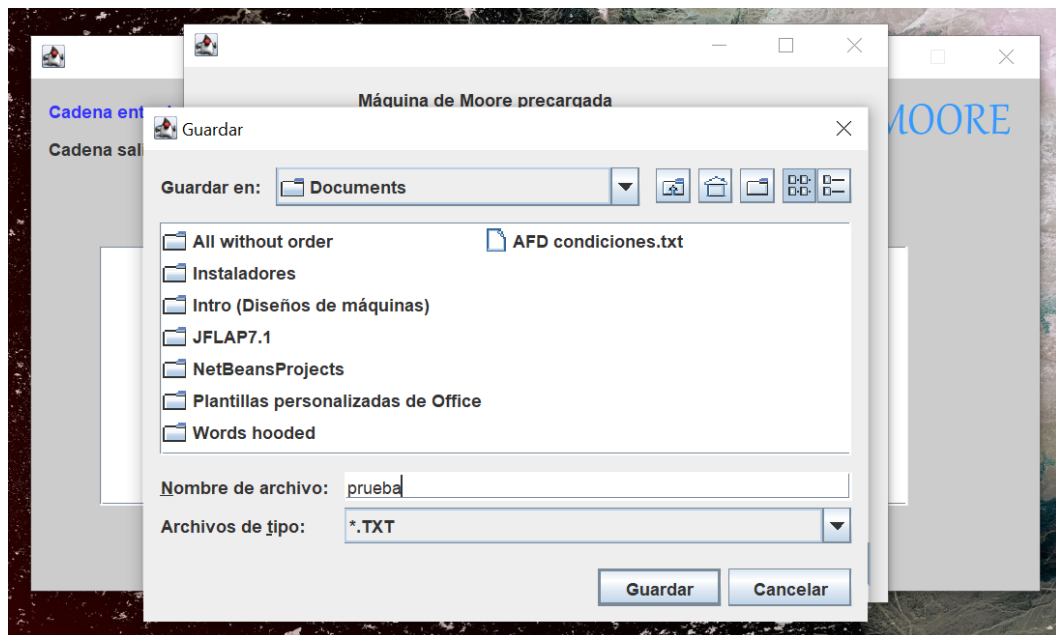 Máquina de Moore precargada
Cadena ent
MOORE
Cadena sali
Guardar
Guardar en: Documents
All without order
AFD condiciones.txt
Instaladores
Intro (Diseños de máquinas)
JFLAP7.1
NetBeansProjects
Plantillas personalizadas de Office
Words hooded
Nombre de archivo: prueba
Archivos de tipo: *.TXT
Guardar Cancelar